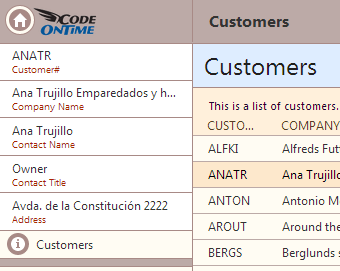 CODE
ONTIME
ANATR
Customer#
Ana Trujillo Emparedados y h...
Company Name
Ana Trujillo
Contact Name
Owner
Contact Title
Avda. de la Constitución 2222
Address
Customers
Customers
Customers
This is a list of customers.
CUSTO... COMPANY
ALFKI Alfreds Fut
ANATR Ana Trujillo
ANTON Antonio M
AROUT Around the
BERGS Berglunds s